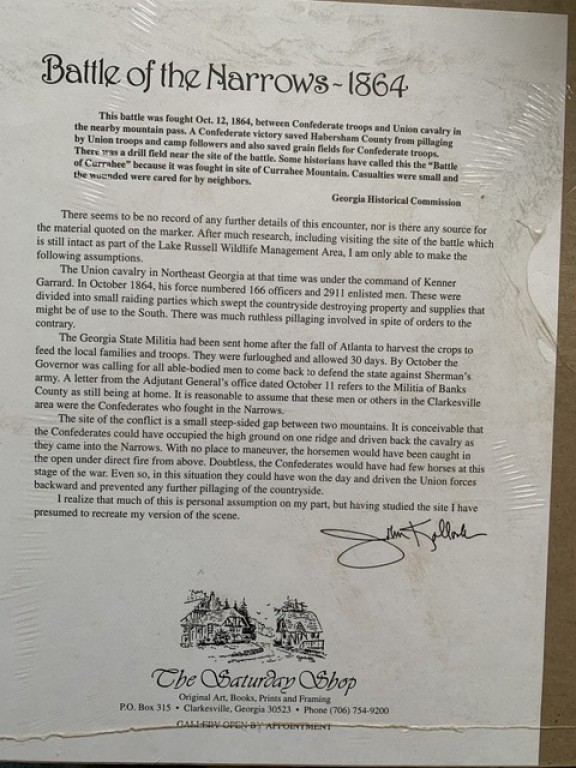 Battle of the Narrows ~ 1864
This battle was fought Oct. 12, 1864, between Confederate troops and Union cavalry in
the nearby mountain pass. A Confederate victory saved Habersham County from pillaging
by Union troops and camp followers and also saved grain fields for Confederate troops.
There was a drill field near the site of the battle. Some historians have called this the "Battle
of Currahee" because it was fought in site of Currahee Mountain. Casualties were small and
the wounded were cared for by neighbors.
Georgia Historical Commission
There seems to be no record of any further details of this encounter, nor is there any source for
the material quoted on the marker. After much research, including visiting the site of the battle which
is still intact as part of the Lake Russell Wildlife Management Area, I am only able to make the
following assumptions.
The Union cavalry in Northeast Georgia at that time was under the command of Kenner
Garrard. In October 1864, his force numbered 166 officers and 2911 enlisted men. These were
divided into small raiding parties which swept the countryside destroying property and supplies that
might be of use to the South. There was much ruthless pillaging involved in spite of orders to the
contrary.
The Georgia State Militia had been sent home after the fall of Atlanta to harvest the crops to
feed the local families and troops. They were furloughed and allowed 30 days. By October the
Governor was calling for all able-bodied men to come back to defend the state against Sherman's
army. A letter from the Adjutant General's office dated October 11 refers to the Militia of Banks
County as still being at home. It is reasonable to assume that these men or others in the Clarkesville
area were the Confederates who fought in the Narrows.
The site of the conflict is a small steep-sided gap between two mountains. It is conceivable that
the Confederates could have occupied the high ground on one ridge and driven back the cavalry as
they came into the Narrows. With no place to maneuver, the horsemen would have been caught in
the open under direct fire from above. Doubtless, the Confederates would have had few horses at this
stage of the war. Even so, in this situation they could have won the day and driven the Union forces
backward and prevented any further pillaging of the countryside.
I realize that much of this is personal assumption on my part, but having studied the site I have
presumed to recreate my version of the scene.
John Kollock
The Saturday Shop
Original Art, Books, Prints and Framing
P.O. Box 315 • Clarkesville, Georgia 30523 • Phone (706) 754-9200
GALLERY OPEN BY APPOINTMENT